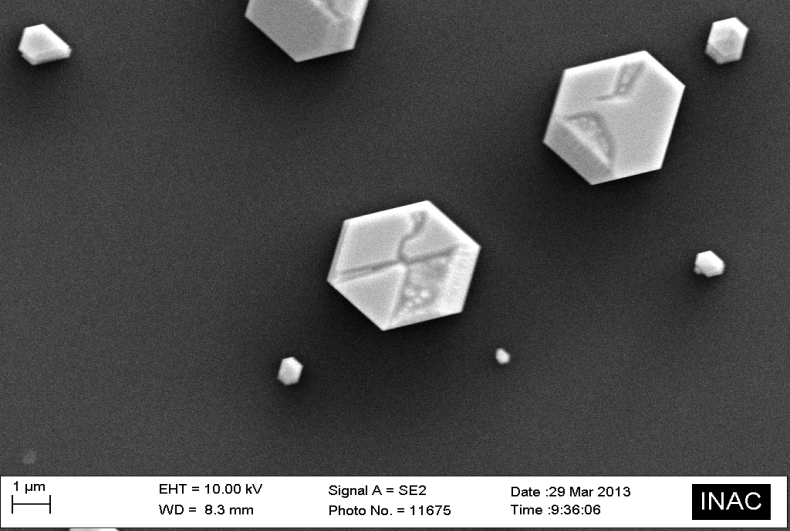 1 µm
EHT = 10.00 kV
WD = 8.3 mm
Signal A = SE2
Photo No. = 11675
Date :29 Mar 2013
Time :9:36:06
INAC